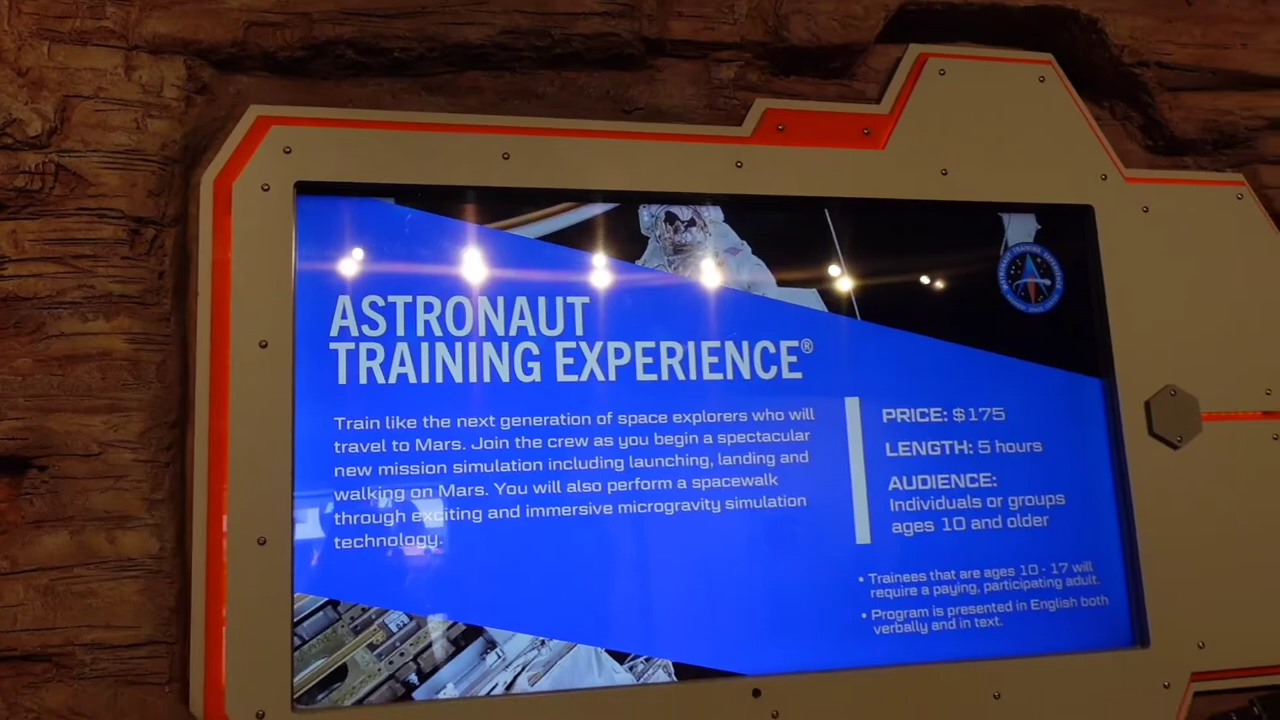 ASTRONAUT
TRAINING EXPERIENCE®
Train like the next generation of space explorers who will
travel to Mars. Join the crew as you begin a spectacular
new mission simulation including launching, landing and
walking on Mars. You will also perform a spacewalk
through exciting and immersive microgravity simulation
technology.
PRICE: $175
LENGTH: 5 hours
AUDIENCE:
Individuals or groups
ages 10 and older
• Trainees that are ages 10 - 17 will
require a paying, participating adult.
• Program is presented in English both
verbally and in text.
ASTRONAUT TRAINING EXPERIENCE